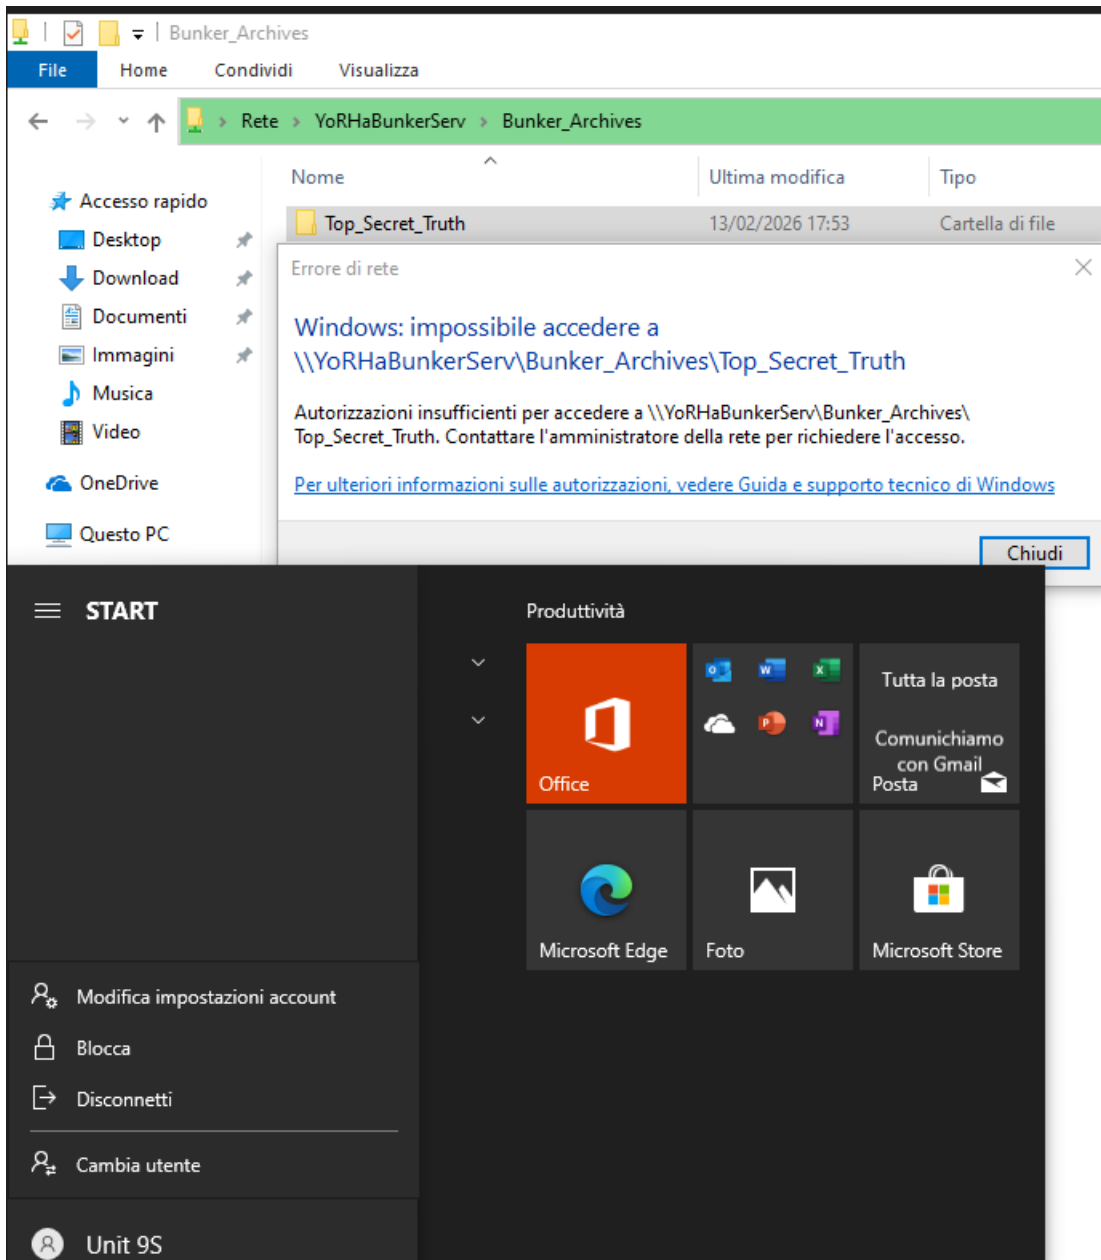 Bunker_Archives
File Home Condividi Visualizza
Rete YoRHaBunkerServ Bunker_Archives
Nome Ultima modifica Tipo
Accesso rapido
Desktop
Download
Documenti
Immagini
Musica
Video
OneDrive
Questo PC
Top_Secret_Truth 13/02/2026 17:53 Cartella di file
Errore di rete
Windows: impossibile accedere a
\\YoRHaBunkerServ\Bunker_Archives\Top_Secret_Truth
Autorizzazioni insufficienti per accedere a \\YoRHaBunkerServ\Bunker_Archives\
Top_Secret_Truth. Contattare l'amministratore della rete per richiedere l'accesso.
Per ulteriori informazioni sulle autorizzazioni, vedere Guida e supporto tecnico di Windows
Chiudi
START
Modifica impostazioni account
Blocca
Disconnetti
Cambia utente
Unit 9S
Produttività
Office
Tutta la posta
Comunichiamo
con Gmail
Posta
Microsoft Edge
Foto
Microsoft Store